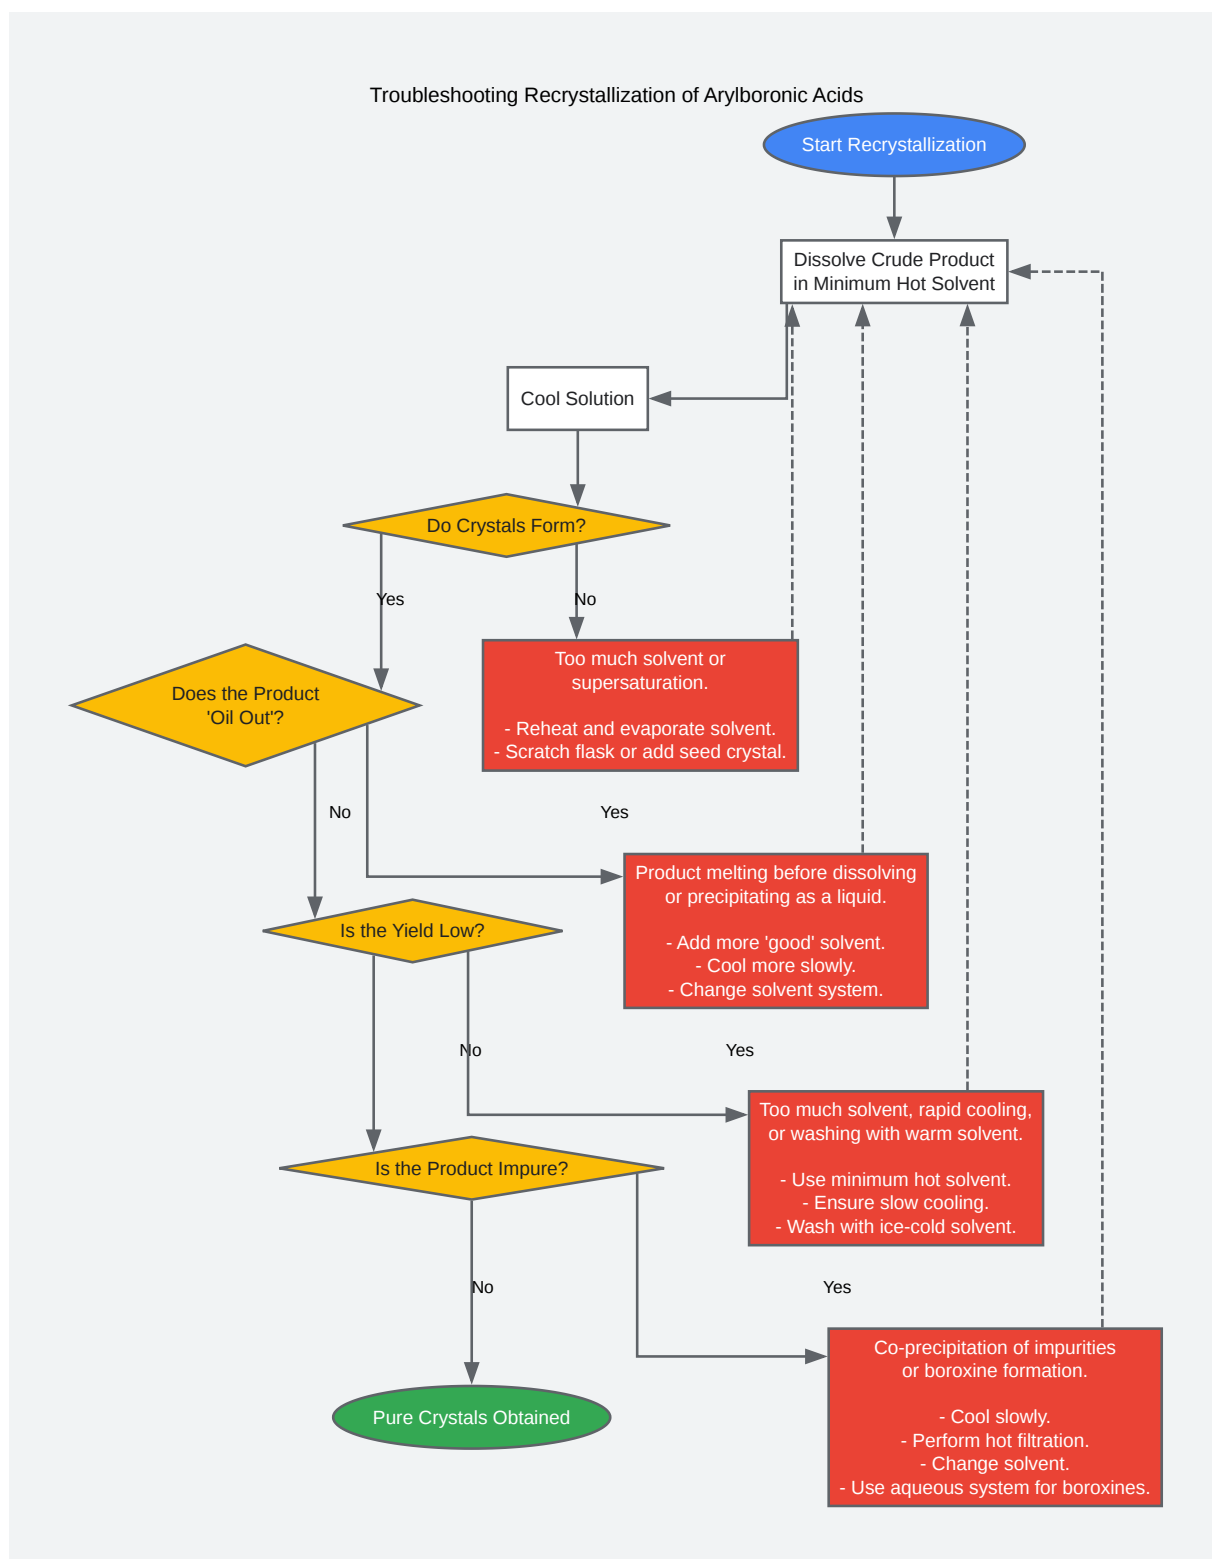 Troubleshooting Recrystallization of Arylboronic Acids
Start Recrystallization
Dissolve Crude Product
in Minimum Hot Solvent
Cool Solution
Do Crystals Form?
Yes
No
Too much solvent or
supersaturation.
- Reheat and evaporate solvent.
- Scratch flask or add seed crystal.
Does the Product
'Oil Out'?
No
Yes
Product melting before dissolving
or precipitating as a liquid.
- Add more 'good' solvent.
- Cool more slowly.
- Change solvent system.
Is the Yield Low?
No
Yes
Too much solvent, rapid cooling,
or washing with warm solvent.
- Use minimum hot solvent.
- Ensure slow cooling.
- Wash with ice-cold solvent.
Is the Product Impure?
No
Yes
Co-precipitation of impurities
or boroxine formation.
- Cool slowly.
- Perform hot filtration.
- Change solvent.
- Use aqueous system for boroxines.
Pure Crystals Obtained